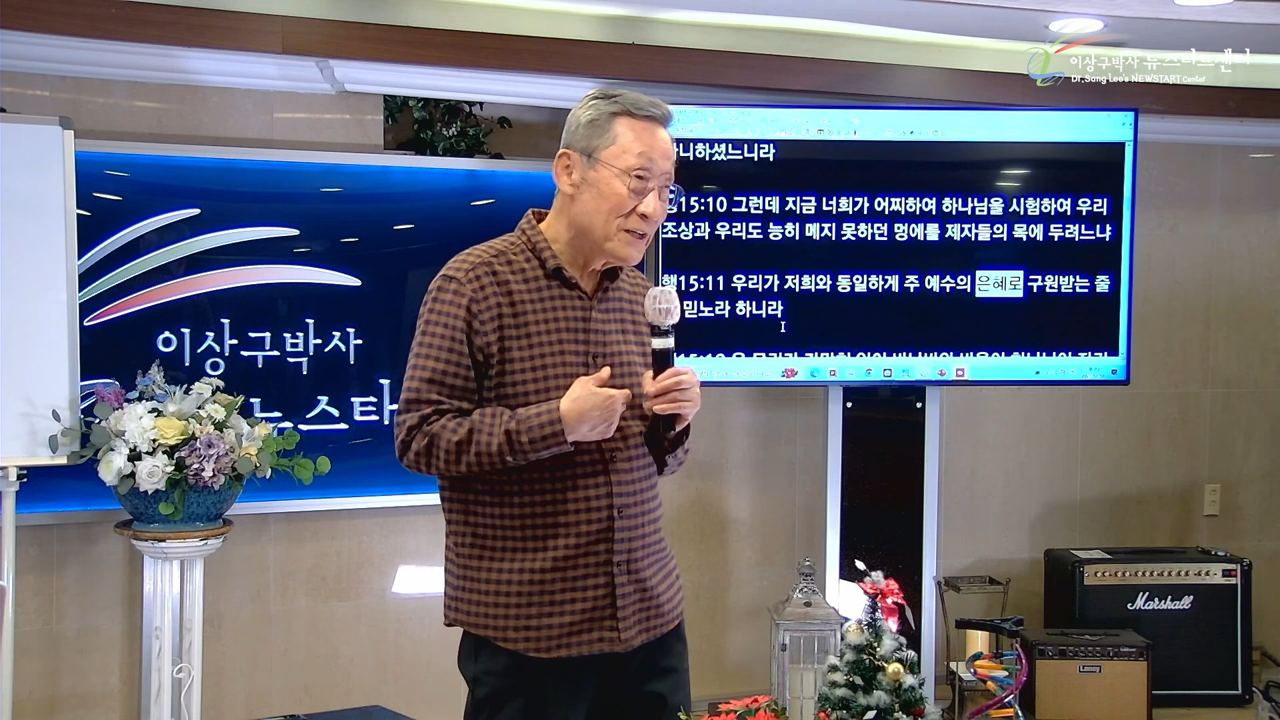 이상구박사 뉴스타트센터
Dr. Sang Lee's NEWSTART Center
니하셨느니라
15:10 그런데 지금 너희가 어찌하여 하나님을 시험하여 우리
조상과 우리도 능히 메지 못하던 멍에를 제자들의 목에 두려느냐
행15:11 우리가 저희와 동일하게 주 예수의 은혜로 구원받는 줄
믿노라 하니라
이상구박사
뉴스타
Marshall
Laney